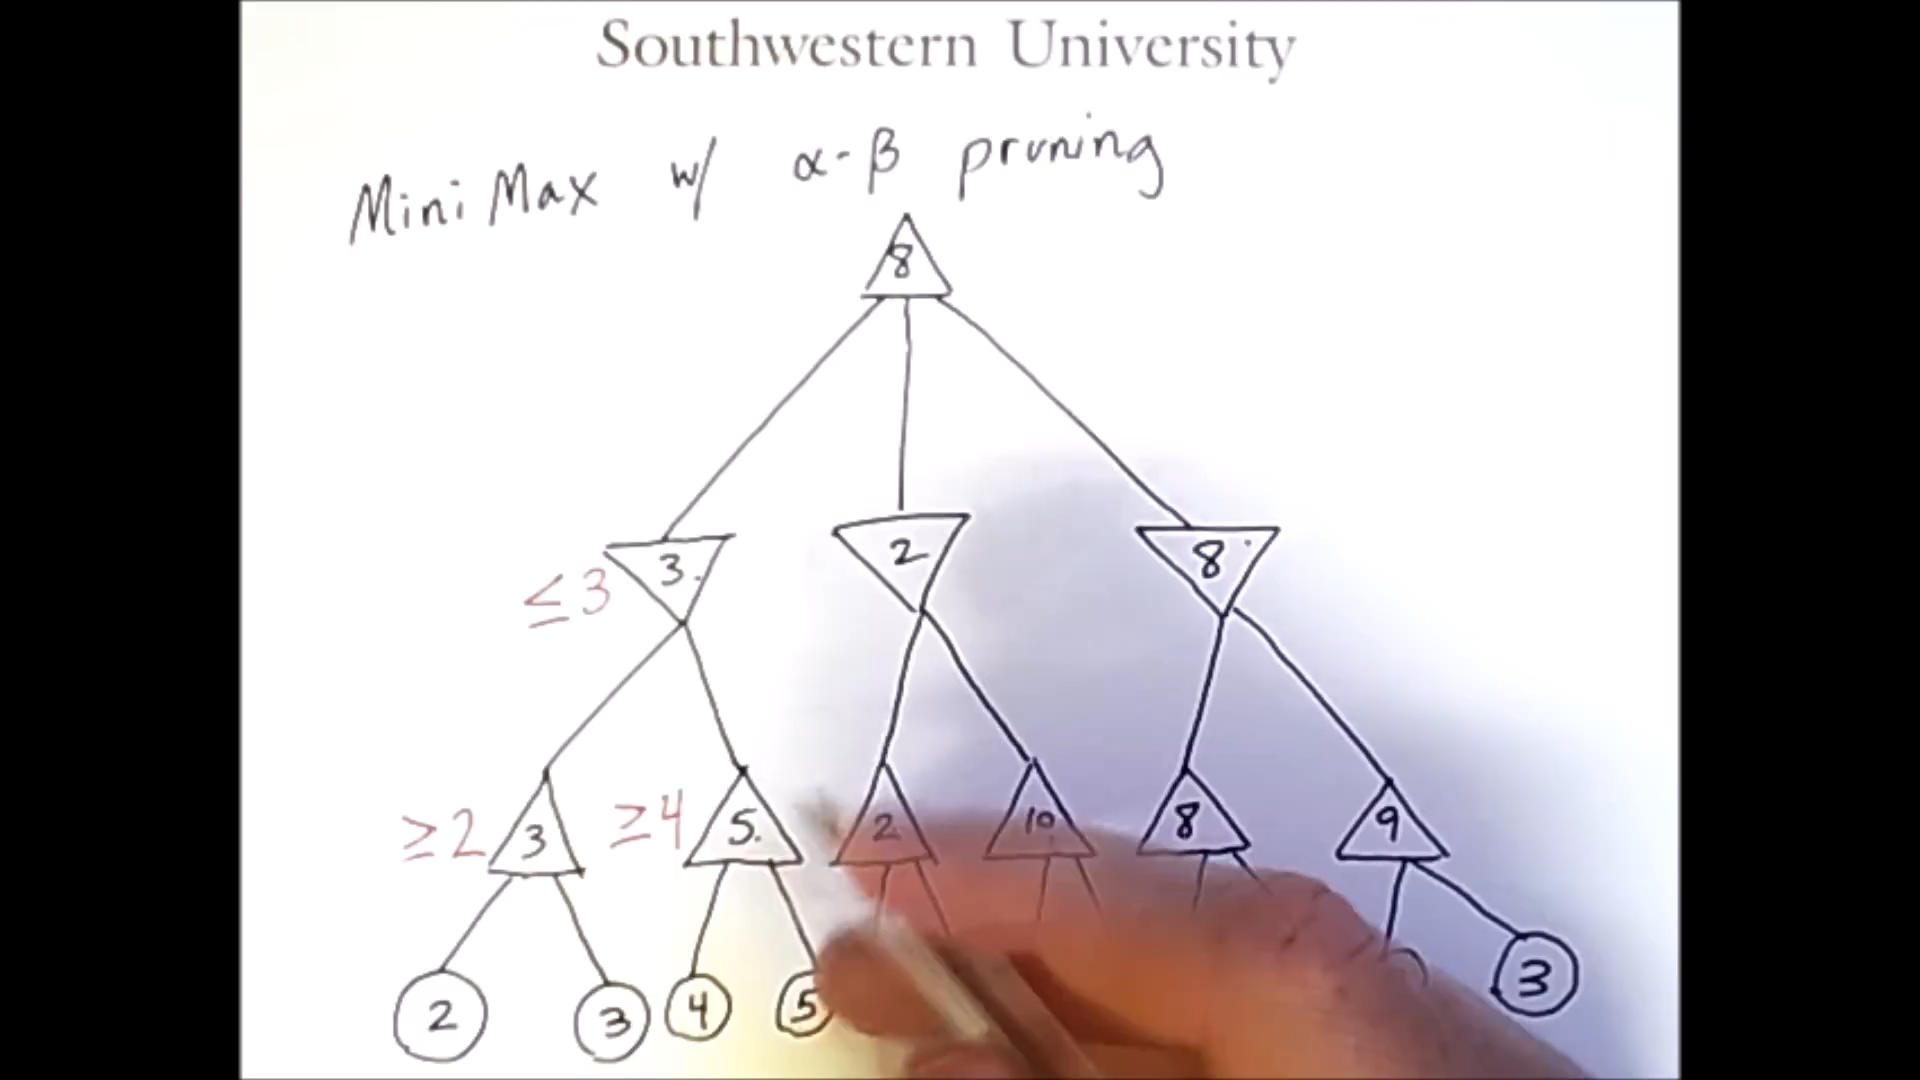 Southwestern University
MiniMax w/ α-β pruning
8
≤3 3. 2 8
≥2 3 ≥4 5. 2 10 8 9
2 3 4 5 3